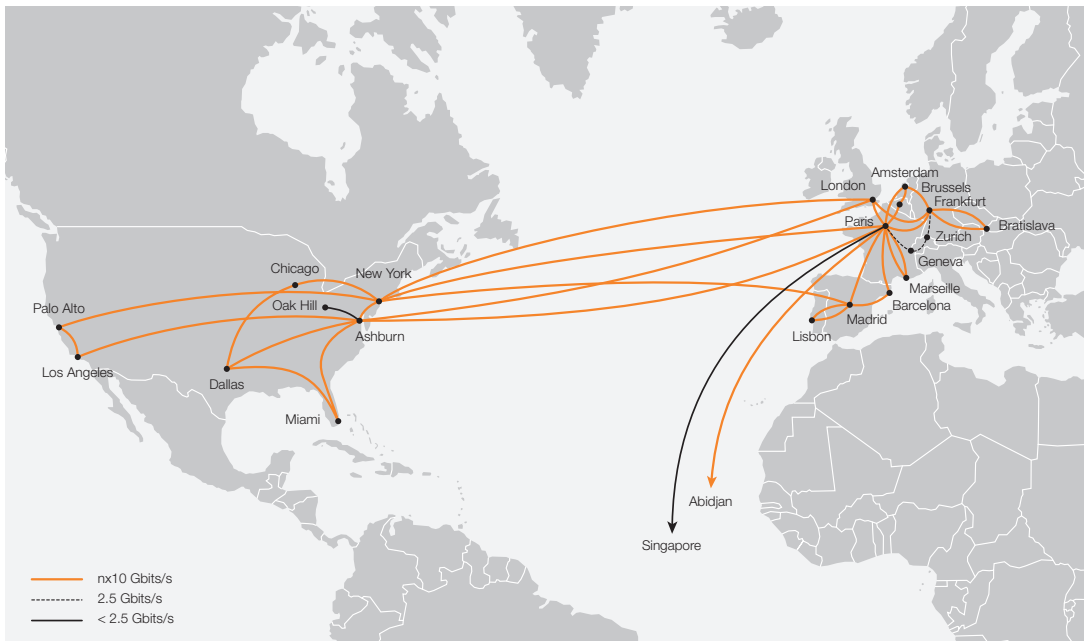 Amsterdam
London
Brussels
Frankfurt
Paris
Bratislava
Zurich
Geneva
Chicago
New York
Marseille
Oak Hill
Palo Alto
Barcelona
Madrid
Ashburn
Lisbon
Los Angeles
Dallas
Miami
Abidjan
Singapore
nx10 Gbits/s
2.5 Gbits/s
< 2.5 Gbits/s